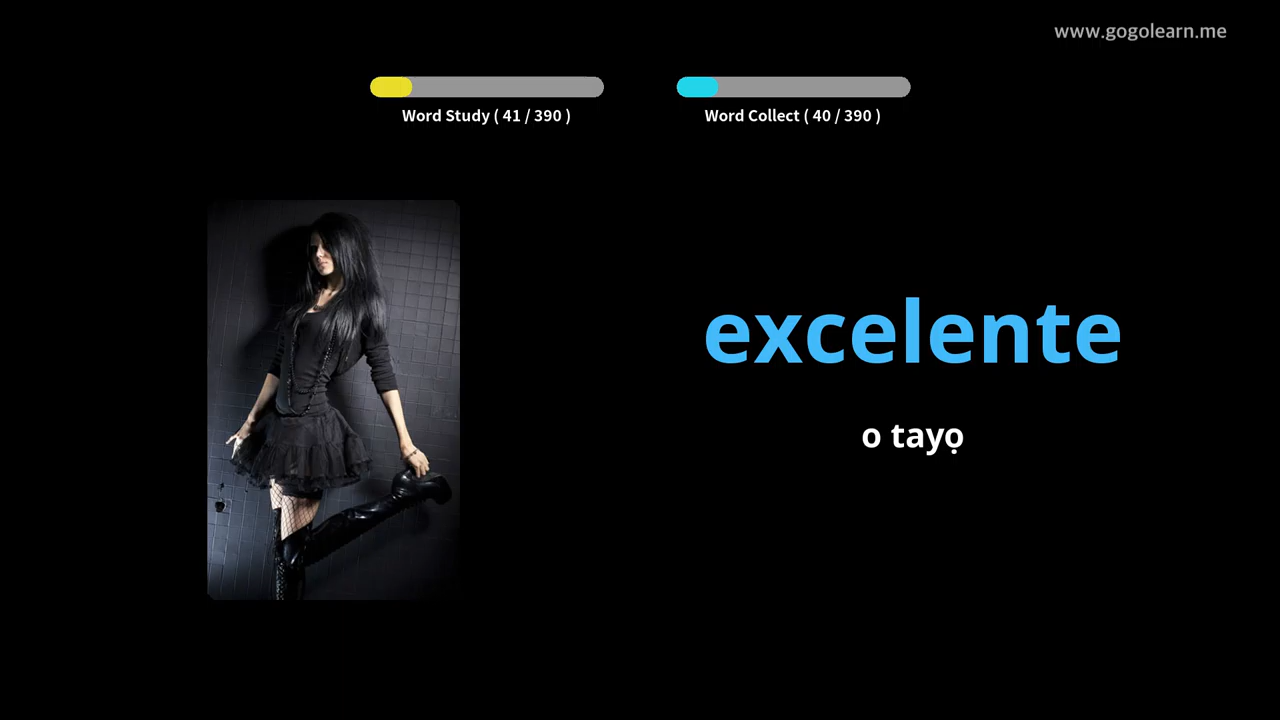 www.gogolearn.me
Word Study ( 41 / 390 )
Word Collect ( 40 / 390 )
excelente
o tayọ